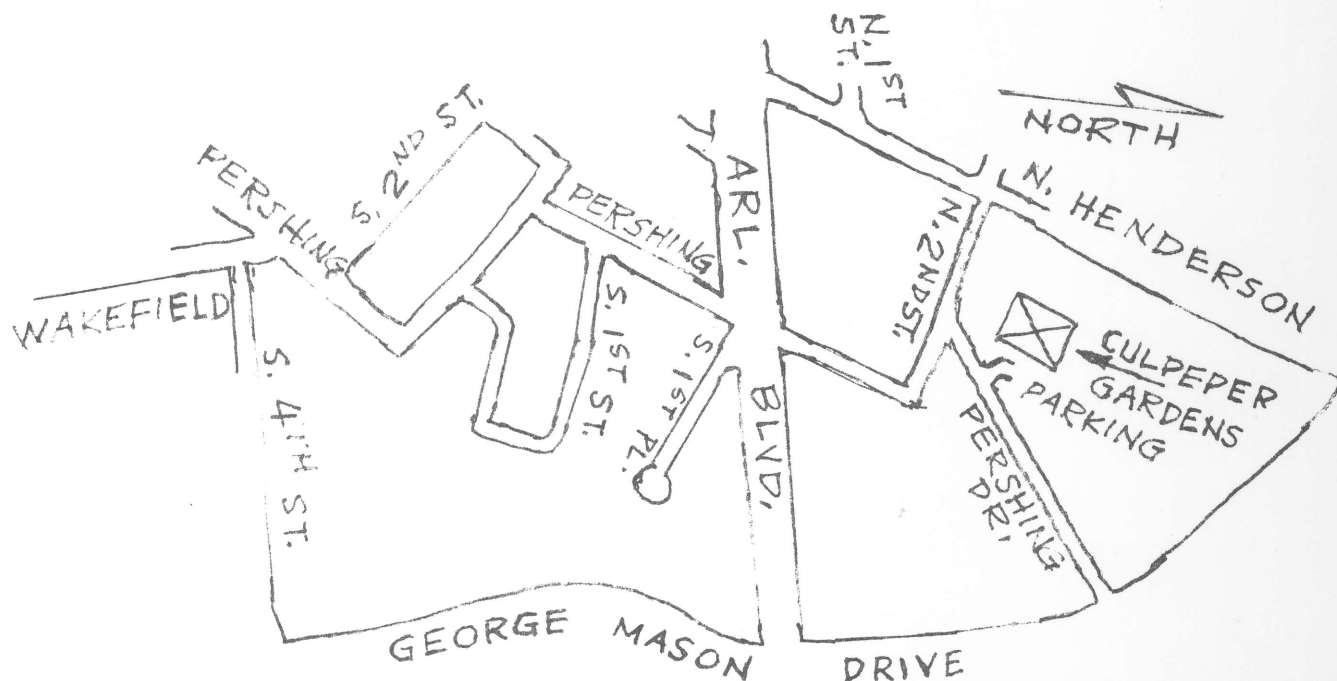 N. 1ST
ST.
NORTH
N. HENDERSON
S. 2ND ST.
PERSHING
PERSHING
ARL. BLVD.
N. 2ND ST.
WAKEFIELD
S. 4TH ST.
S. 1ST ST.
S. 1ST PL.
CULPEPER
GARDENS
PARKING
PERSHING
DR.
GEORGE MASON DRIVE